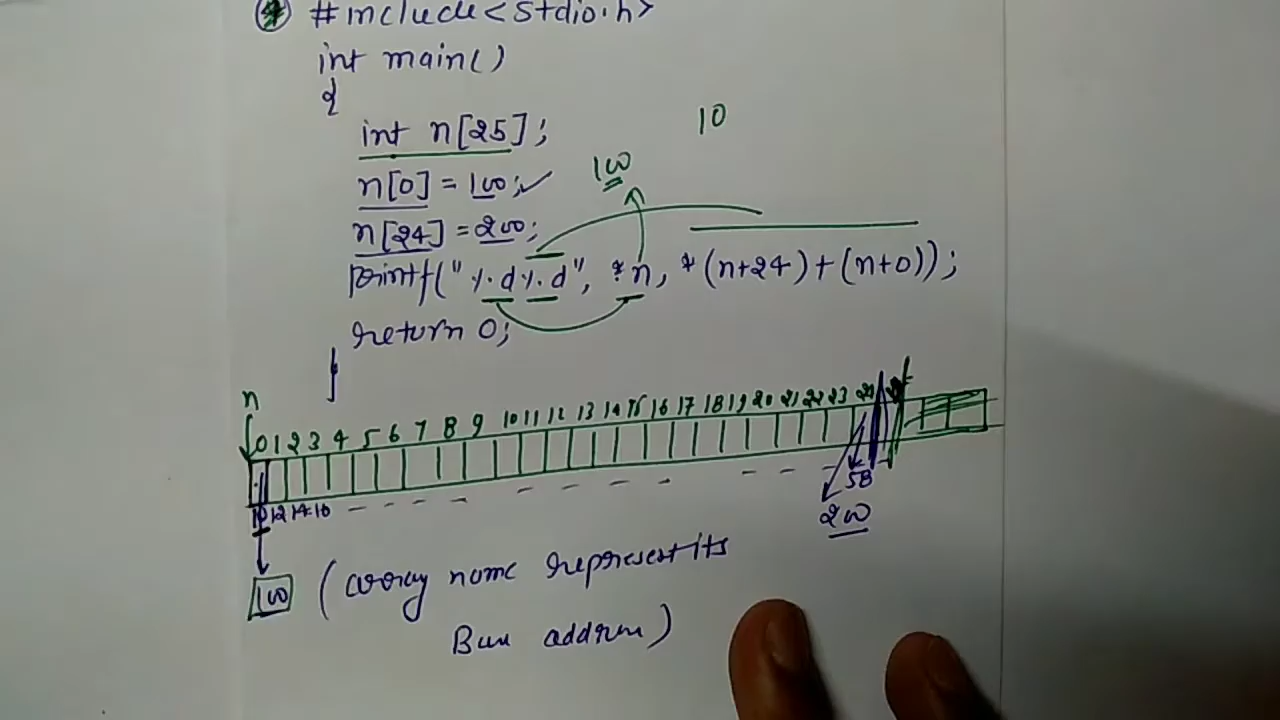 4 #include<stdio.h>
int main()
{
int n[25];
10
n[0] = 100;
100
n[24] = 200;
printf("%d%d", *n, *(n+24)+(n+0));
return 0;
}
n
0 1 2 3 4 5 6 7 8 9 10 11 12 13 14 15 16 17 18 19 20 21 22 23 24
10 12 14 16
58
200
100 (array name represent its
Base address)